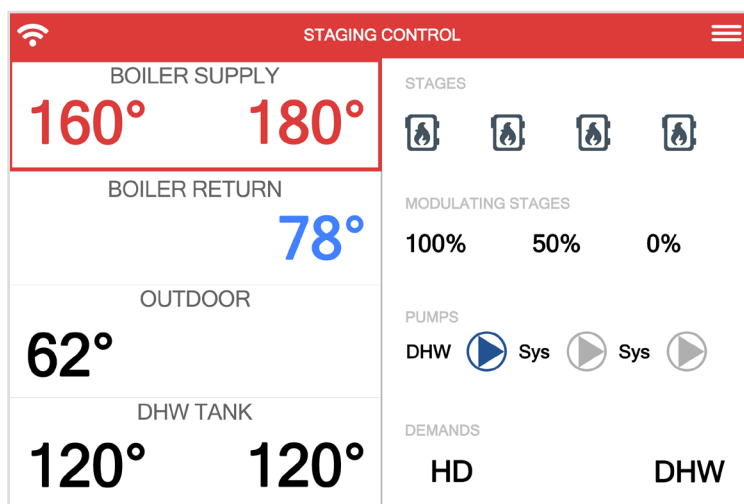 STAGING CONTROL
BOILER SUPPLY
160° 180°
BOILER RETURN
78°
OUTDOOR
62°
DHW TANK
120° 120°
STAGES
MODULATING STAGES
100% 50% 0%
PUMPS
DHW Sys Sys
DEMANDS
HD DHW